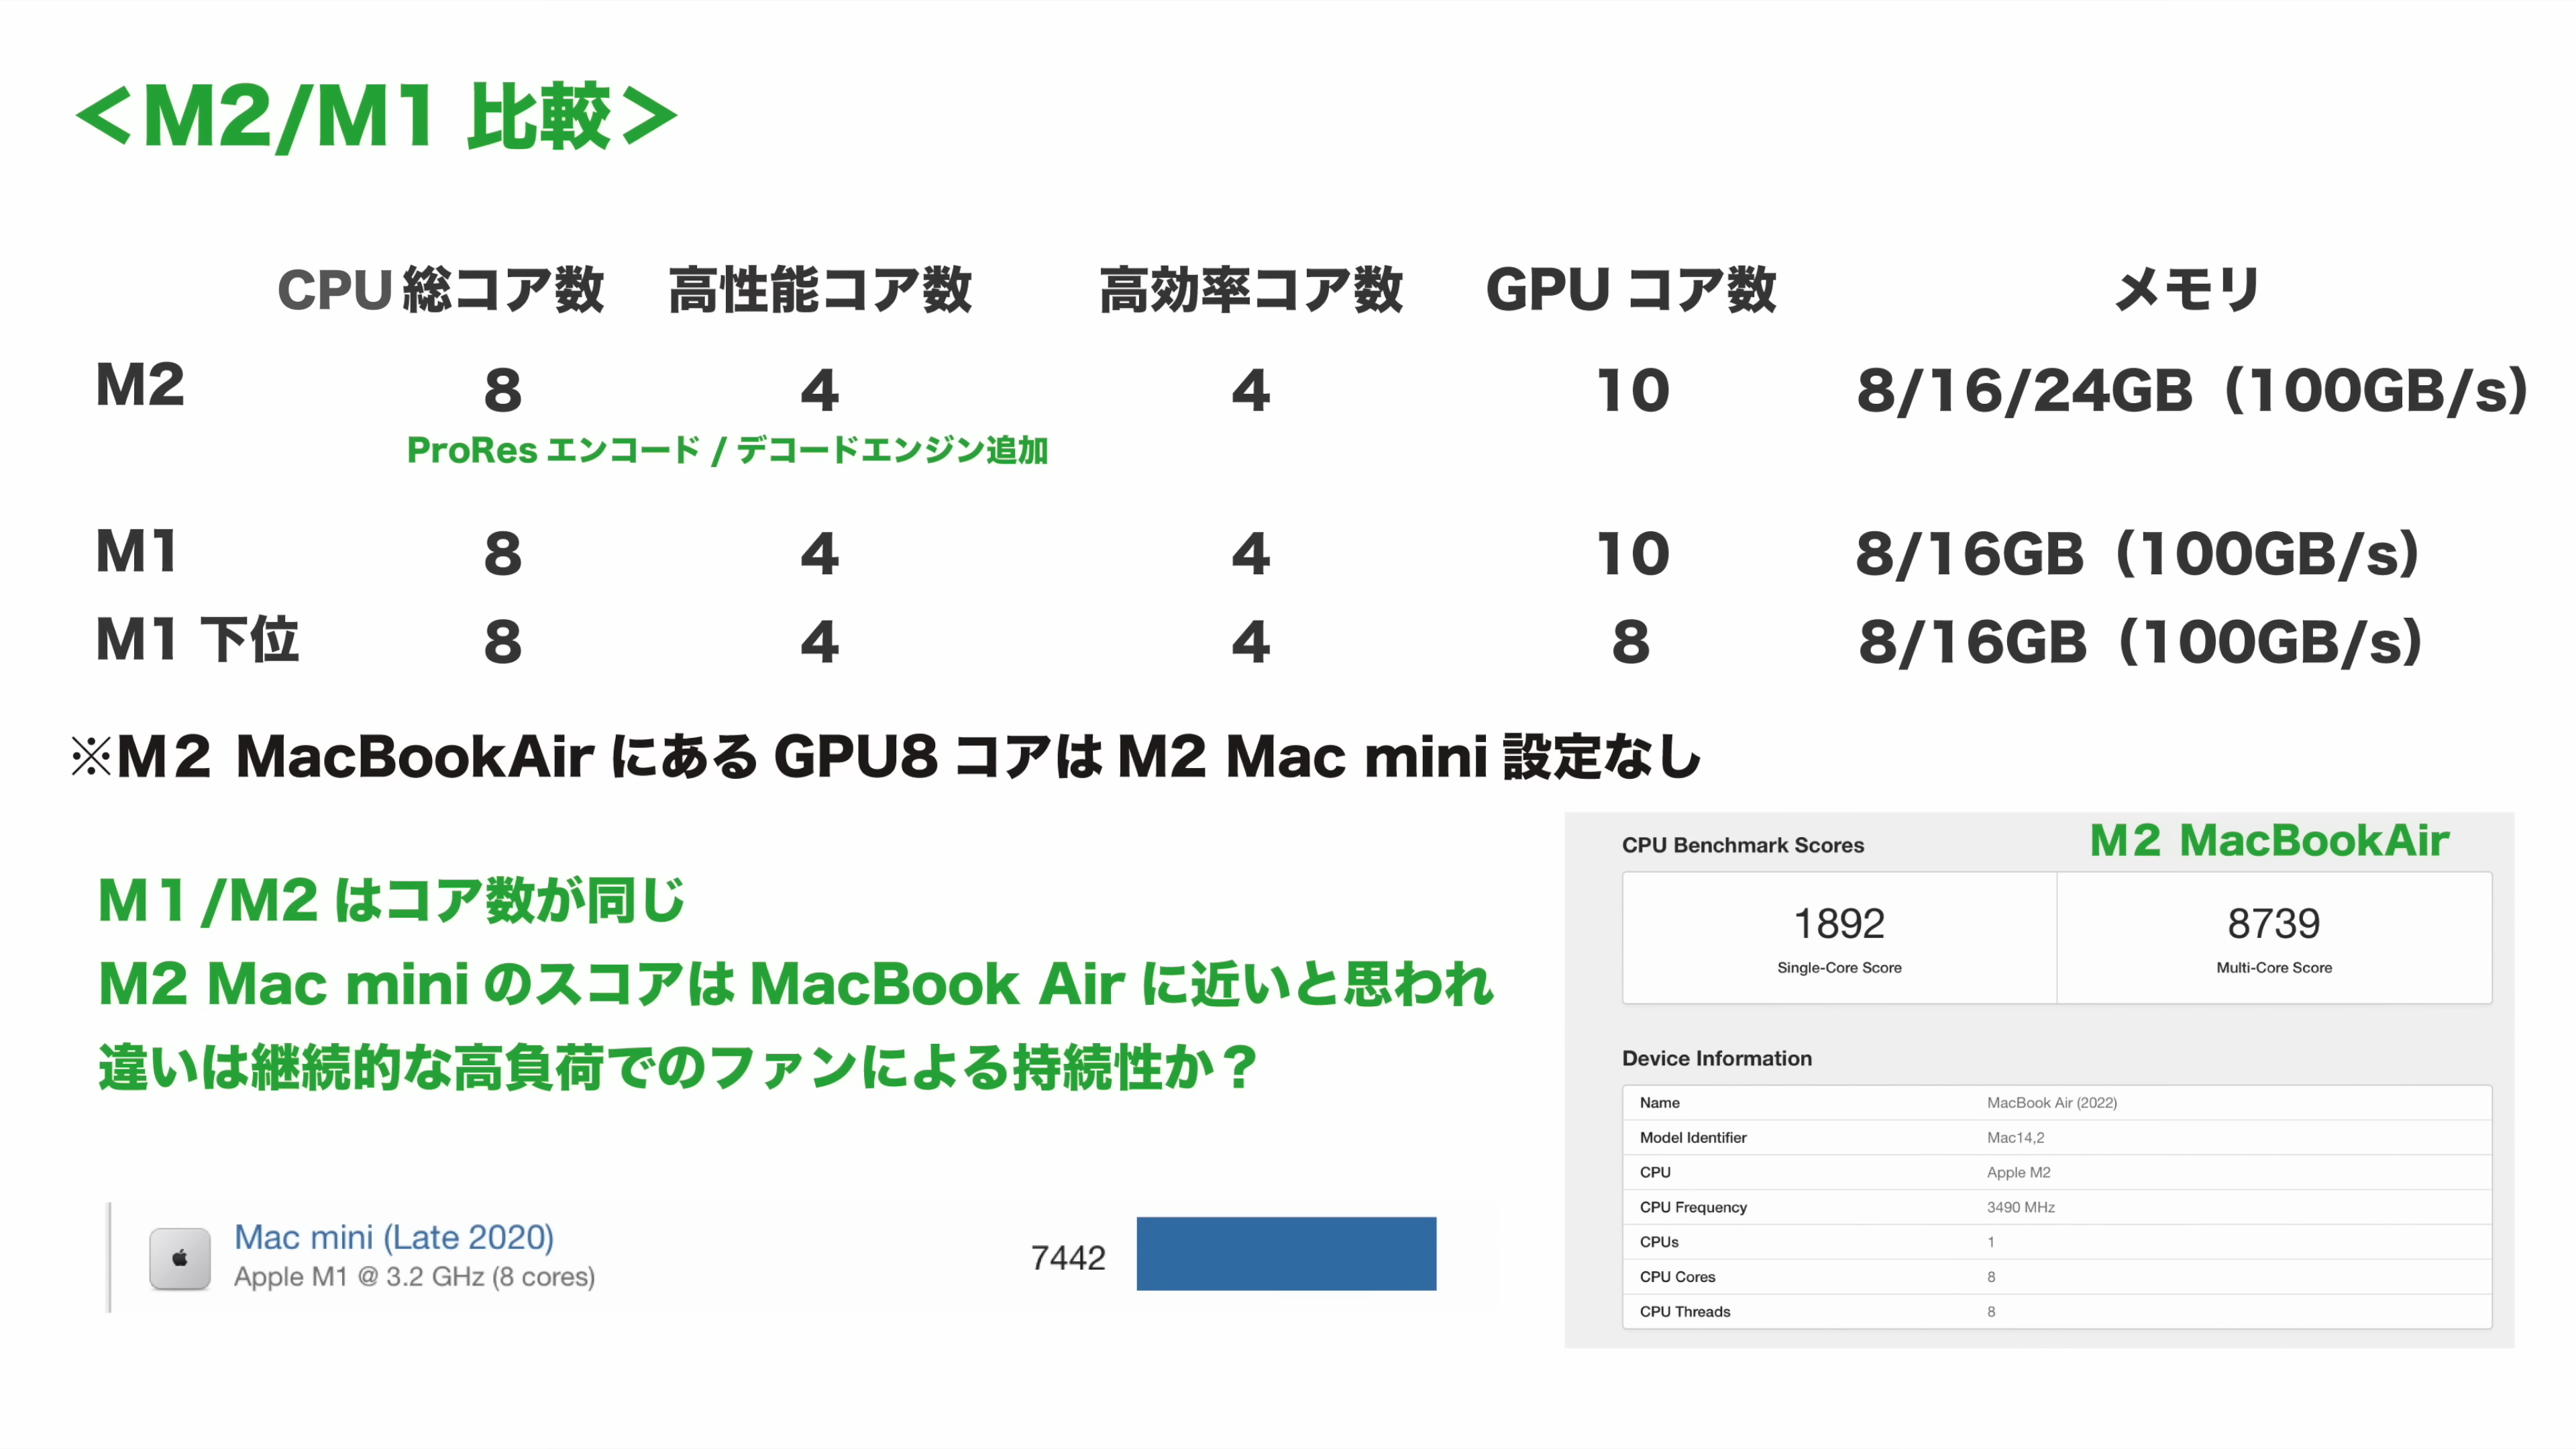 ＜M2/M1 比較＞
CPU総コア数 高性能コア数 高効率コア数 GPU コア数 メモリ
M2 8 4 4 10 8/16/24GB（100GB/s）
ProRes エンコード / デコードエンジン追加
M1 8 4 4 10 8/16GB（100GB/s）
M1 下位 8 4 4 8 8/16GB（100GB/s）
※M２ MacBookAir にある GPU8 コアは M2 Mac mini 設定なし
M１/M2 はコア数が同じ
M2 Mac mini のスコアは MacBook Air に近いと思われ
違いは継続的な高負荷でのファンによる持続性か？
Mac mini (Late 2020)
Apple M1 @ 3.2 GHz (8 cores)
7442
CPU Benchmark Scores
M２ MacBookAir
1892 8739
Single-Core Score Multi-Core Score
Device Information
Name MacBook Air (2022)
Model Identifier Mac14,2
CPU Apple M2
CPU Frequency 3490 MHz
CPUs 1
CPU Cores 8
CPU Threads 8